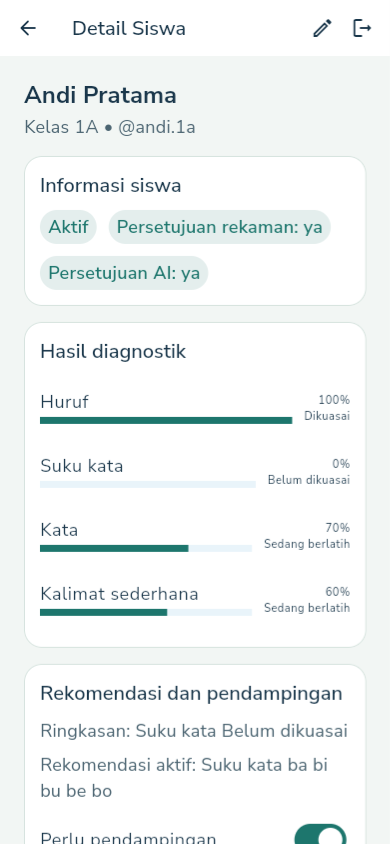 Detail Siswa
Andi Pratama
Kelas 1A • @andi.1a
Informasi siswa
Aktif
Persetujuan rekaman: ya
Persetujuan AI: ya
Hasil diagnostik
Huruf
100%
Dikuasai
Suku kata
0%
Belum dikuasai
Kata
70%
Sedang berlatih
Kalimat sederhana
60%
Sedang berlatih
Rekomendasi dan pendampingan
Ringkasan: Suku kata Belum dikuasai
Rekomendasi aktif: Suku kata ba bi
bu be bo
Perlu pendampingan